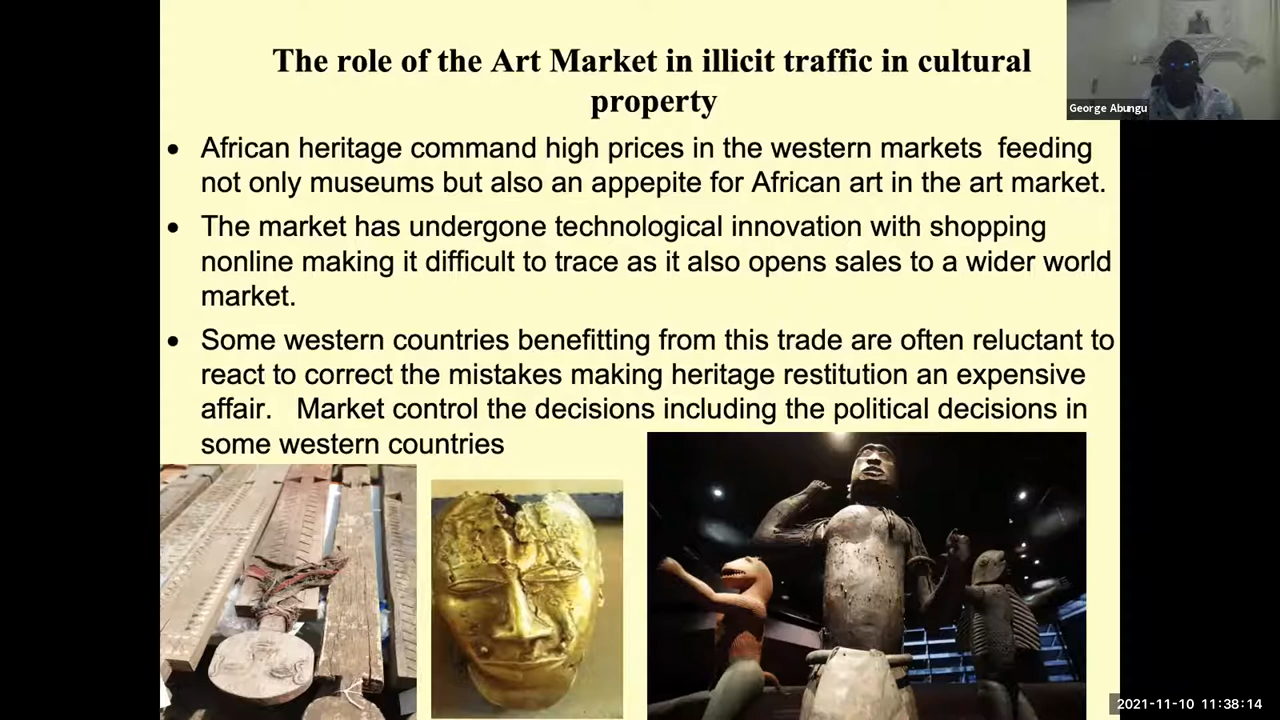 The role of the Art Market in illicit traffic in cultural
property
George Abungu
• African heritage command high prices in the western markets feeding
not only museums but also an appepite for African art in the art market.
• The market has undergone technological innovation with shopping
nonline making it difficult to trace as it also opens sales to a wider world
market.
• Some western countries benefitting from this trade are often reluctant to
react to correct the mistakes making heritage restitution an expensive
affair. Market control the decisions including the political decisions in
some western countries
2021-11-10 11:38:14